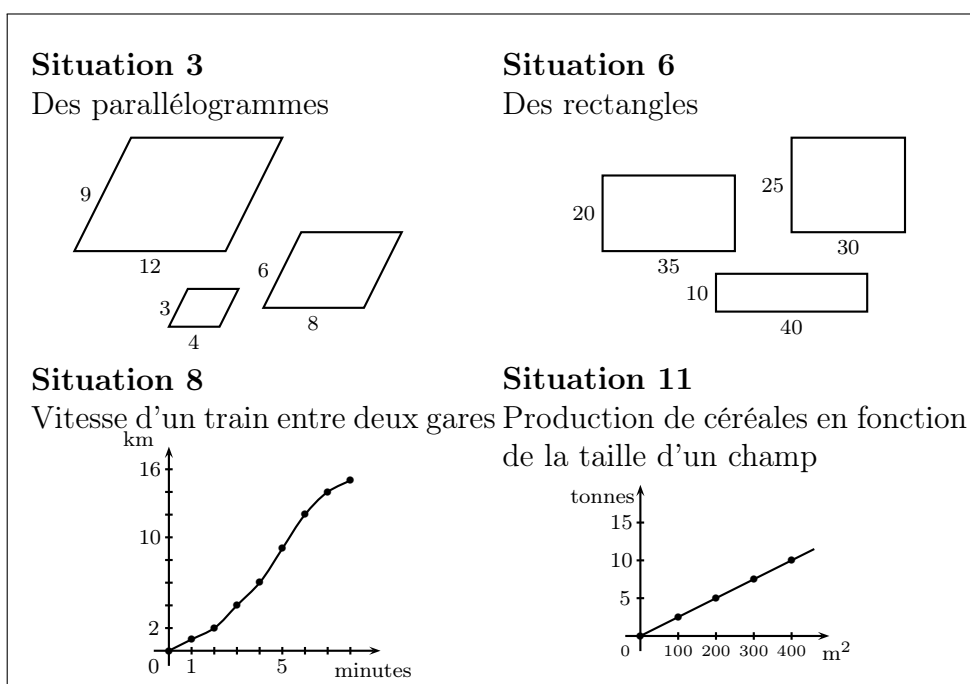 Situation 3
Des parallélogrammes
9
12
6
8
3
4
Situation 6
Des rectangles
20
35
25
30
10
40
Situation 8
Vitesse d'un train entre deux gares
km
16
10
2
0 1 5 minutes
Situation 11
Production de céréales en fonction
de la taille d'un champ
tonnes
15
10
5
0 100 200 300 400 m²